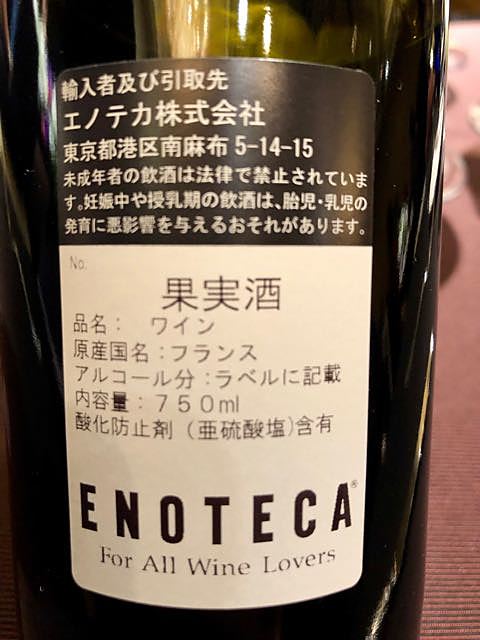 輸入者及び引取先
エノテカ株式会社
東京都港区南麻布 5-14-15
未成年者の飲酒は法律で禁止されていま
す。妊娠中や授乳期の飲酒は、胎児・乳児の
発育に悪影響を与えるおそれがあります。
No.
果実酒
品名： ワイン
原産国名：フランス
アルコール分：ラベルに記載
内容量：７５０ml
酸化防止剤（亜硫酸塩)含有
ENOTECA®
For All Wine Lovers